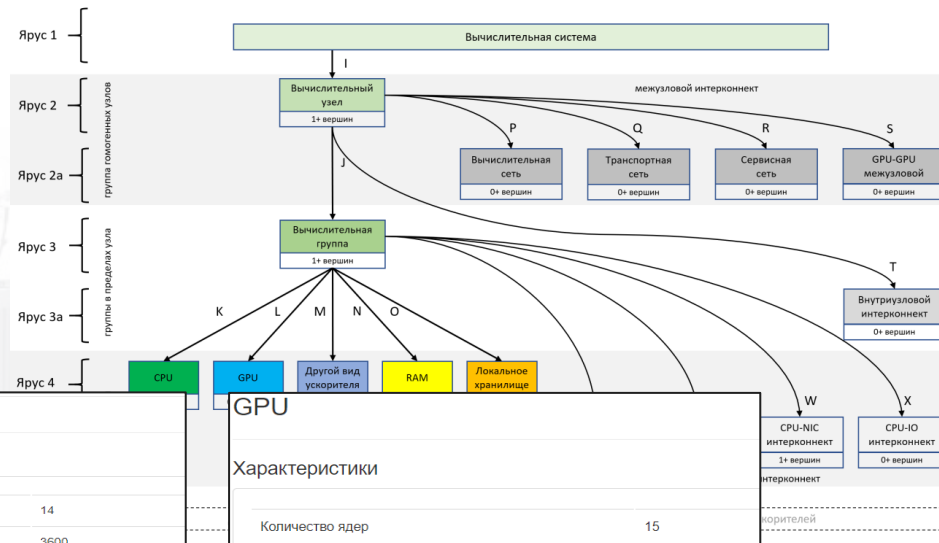 Ярус 1
Вычислительная система
I
Ярус 2
группа гомогенных узлов
Вычислительный
узел
1+ вершин
межузловой интерконнект
P
Q
R
S
J
Ярус 2а
Вычислительная
сеть
0+ вершин
Транспортная
сеть
0+ вершин
Сервисная
сеть
0+ вершин
GPU-GPU
межузловой
0+ вершин
Ярус 3
группы в пределах узла
Вычислительная
группа
1+ вершин
T
Ярус 3а
K
L
M
N
O
Внутриузловой
интерконнект
0+ вершин
Ярус 4
CPU
GPU
Другой вид
ускорителя
RAM
Локальное
хранилище
W
X
CPU-NIC
интерконнект
1+ вершин
CPU-IO
интерконнект
0+ вершин
нтерконнект
корителей
14
3600
GPU
Характеристики
Количество ядер
15